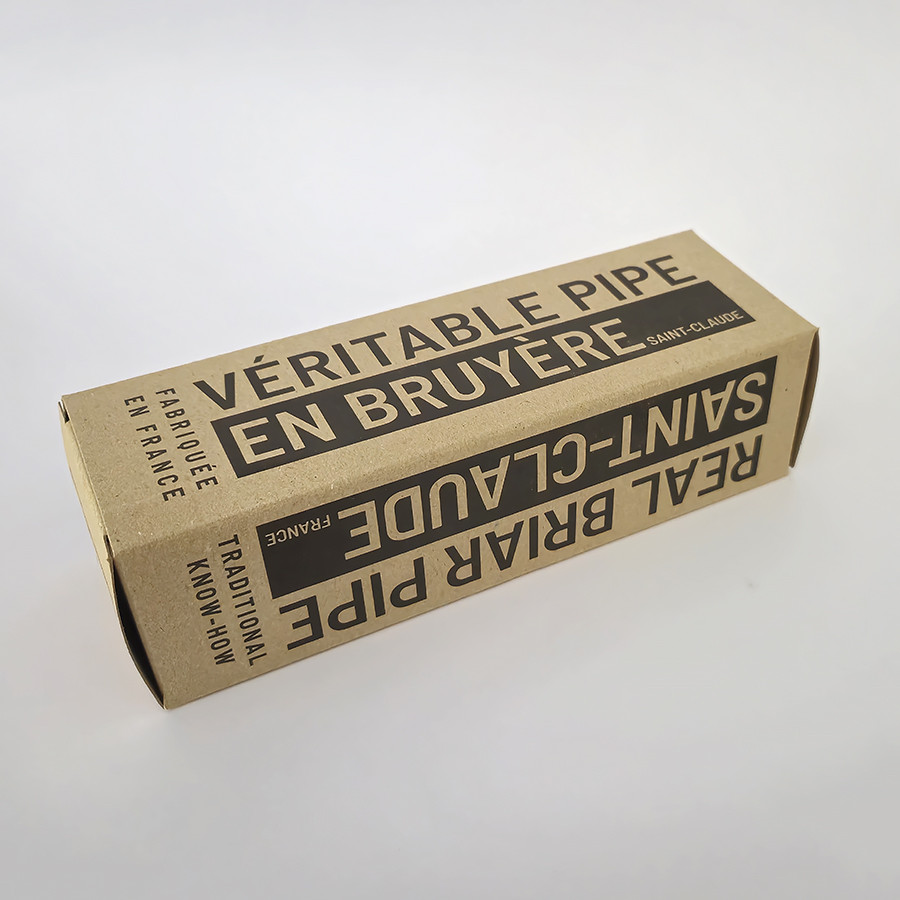 VÉRITABLE PIPE
EN BRUYÈRE SAINT-CLAUDE
FABRIQUÉE
EN FRANCE
REAL BRIAR PIPE
SAINT-CLAUDE FRANCE
TRADITIONAL
KNOW-HOW